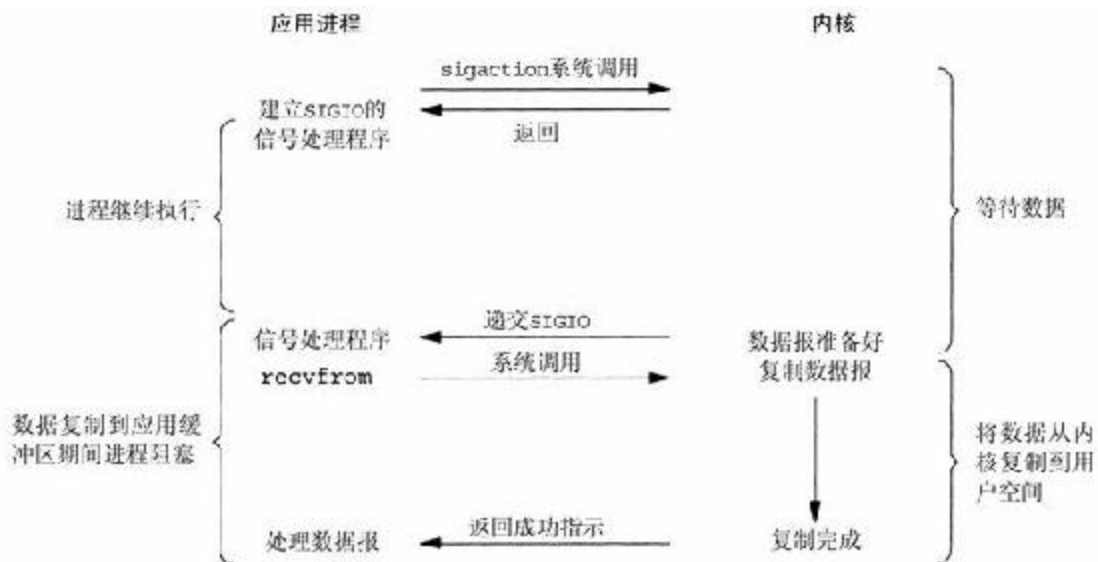 应用进程
内核
sigaction系统调用
建立SIGIO的
信号处理程序
返回
进程继续执行
等待数据
递交SIGIO
信号处理程序
数据报准备好
系统调用
recvfrom
复制数据报
数据复制到应用缓
冲区期间进程阻塞
将数据从内
核复制到用
户空间
返回成功指示
处理数据报
复制完成